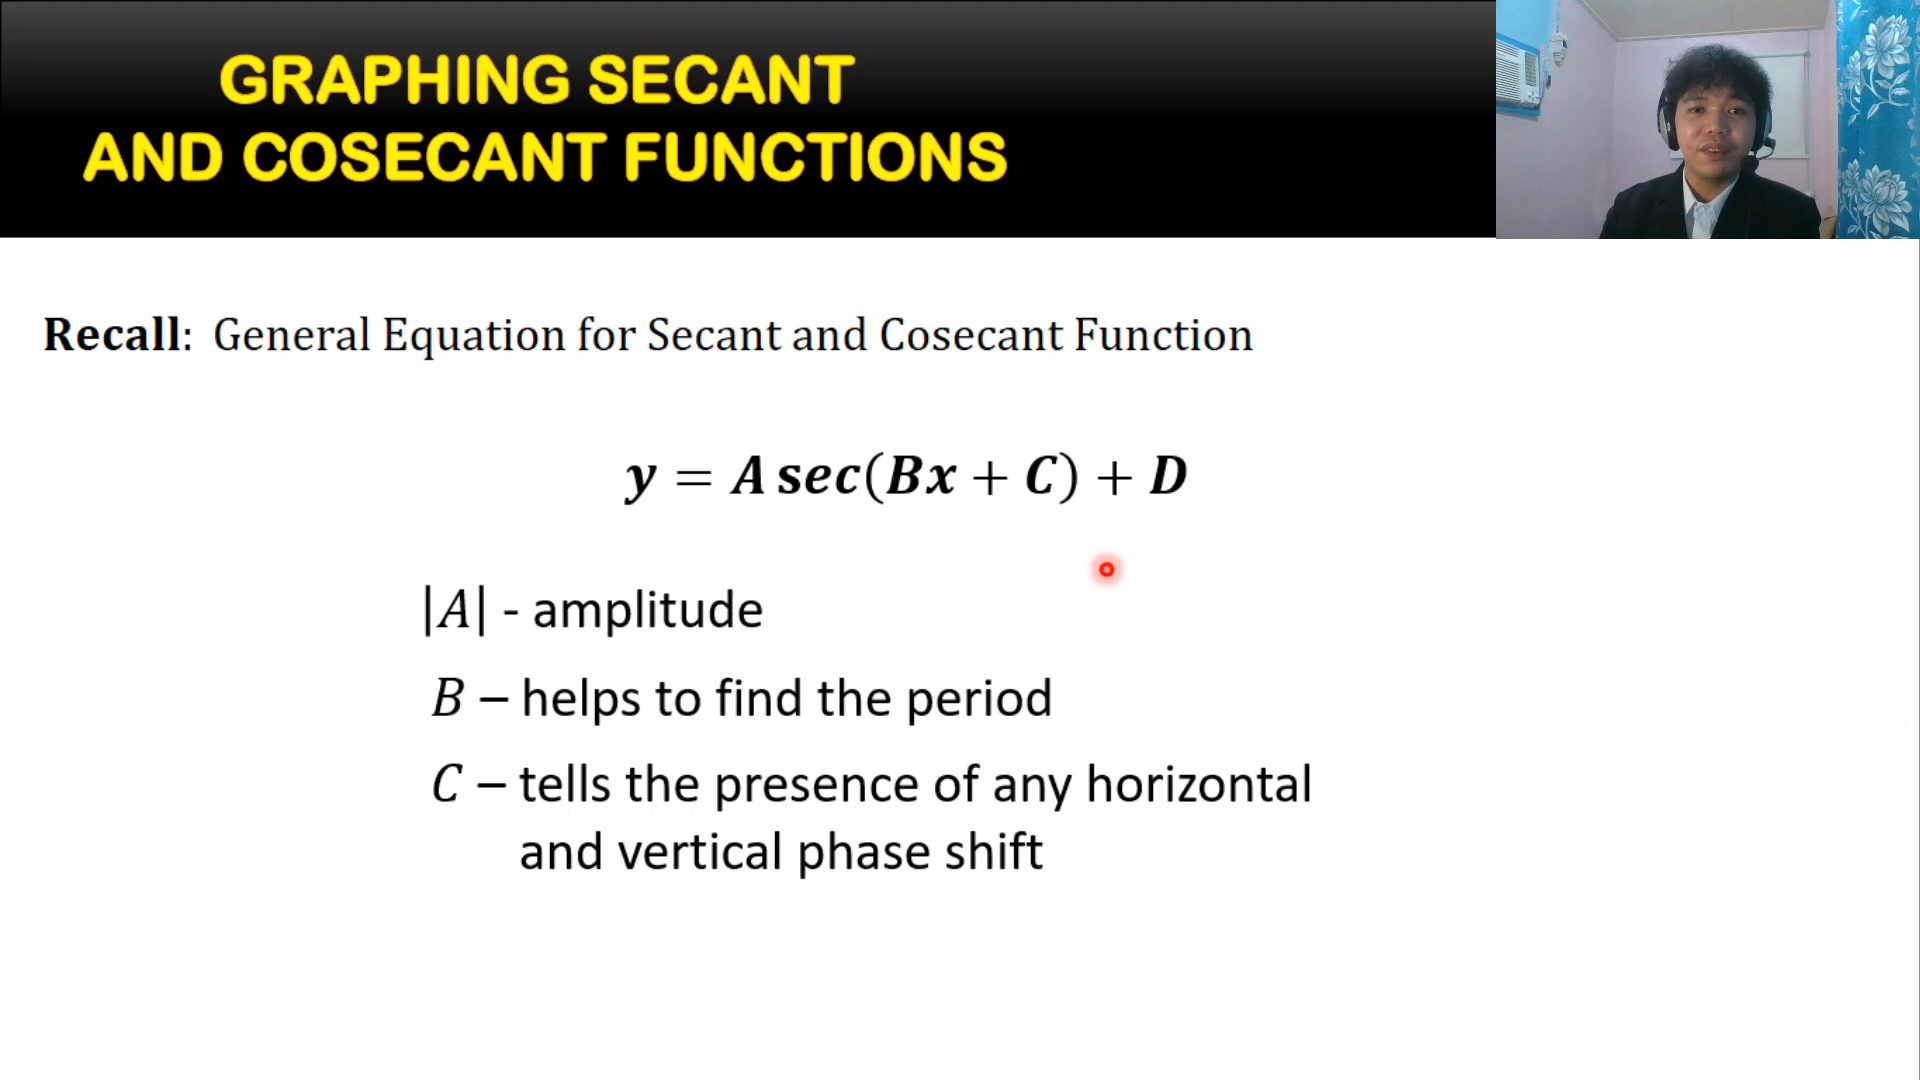 GRAPHING SECANT
AND COSECANT FUNCTIONS
Recall: General Equation for Secant and Cosecant Function
y = A sec(Bx + C) + D
|A| - amplitude
B – helps to find the period
C – tells the presence of any horizontal
and vertical phase shift